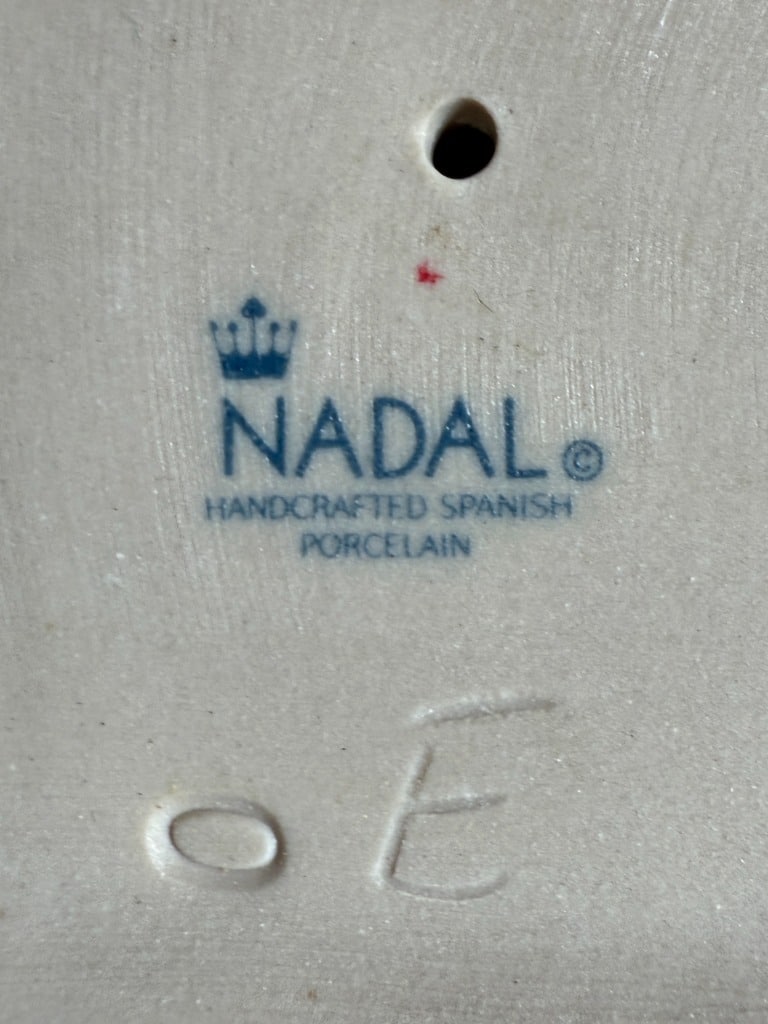 NADAL ©
HANDCRAFTED SPANISH
PORCELAIN
O E